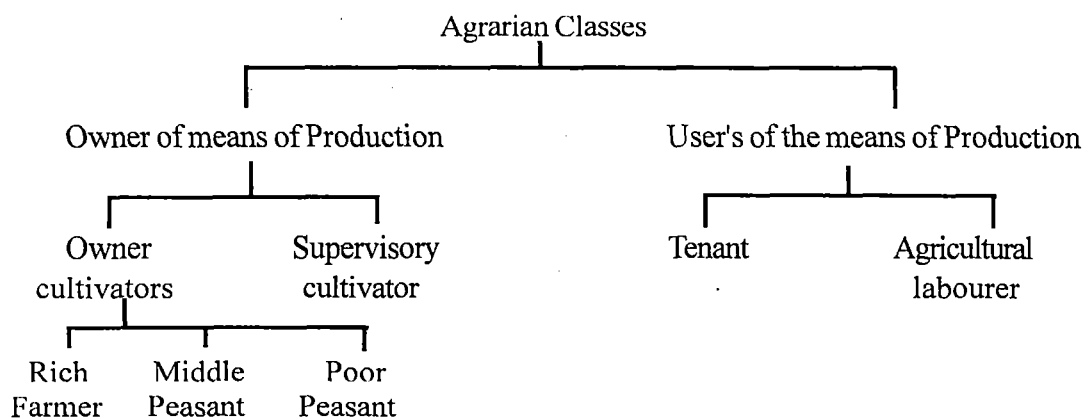 Agrarian Classes
Owner of means of Production
User's of the means of Production
Owner
cultivators
Supervisory
cultivator
Tenant
Agricultural
labourer
Rich
Farmer
Middle
Peasant
Poor
Peasant